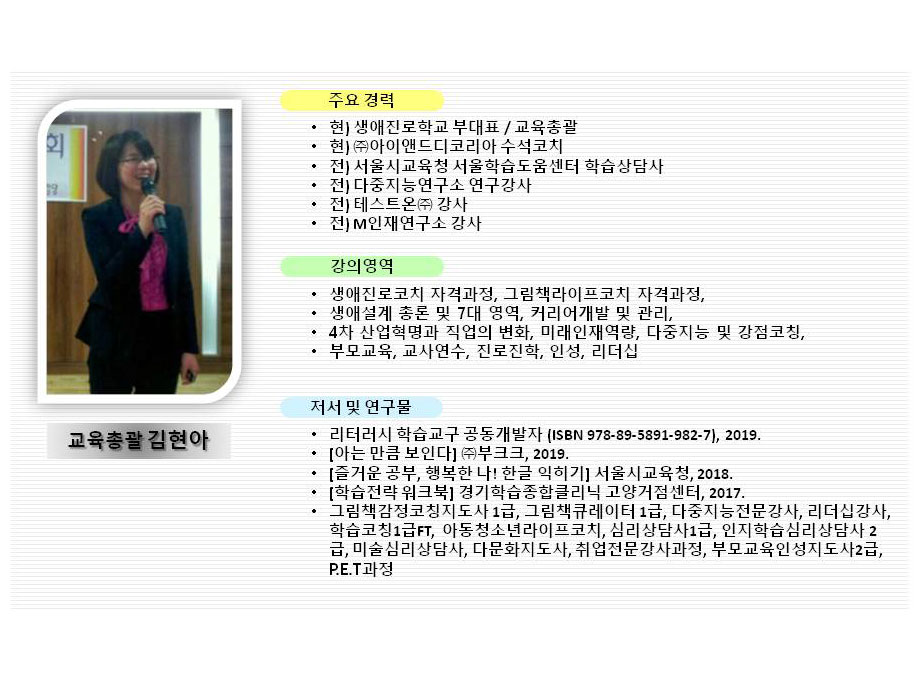 회
주요 경력
• 현) 생애진로학교 부대표 / 교육총괄
• 현) ㈜아이앤드디코리아 수석코치
• 전) 서울시교육청 서울학습도움센터 학습상담사
• 전) 다중지능연구소 연구강사
• 전) 테스트온㈜ 강사
• 전) M인재연구소 강사
강의영역
• 생애진로코치 자격과정, 그림책라이프코치 자격과정,
• 생애설계 총론 및 7대 영역, 커리어개발 및 관리,
• 4차 산업혁명과 직업의 변화, 미래인재역량, 다중지능 및 강점코칭,
• 부모교육, 교사연수, 진로진학, 인성, 리더십
저서 및 연구물
• 리터러시 학습교구 공동개발자 (ISBN 978-89-5891-982-7), 2019.
• [아는 만큼 보인다] ㈜부크크, 2019.
• [즐거운 공부, 행복한 나! 한글 익히기] 서울시교육청, 2018.
• [학습전략 워크북] 경기학습종합클리닉 고양거점센터, 2017.
• 그림책감정코칭지도사 1급, 그림책큐레이터 1급, 다중지능전문강사, 리더십강사,
학습코칭1급FT, 아동청소년라이프코치, 심리상담사1급, 인지학습심리상담사 2
급, 미술심리상담사, 다문화지도사, 취업전문강사과정, 부모교육인성지도사2급,
P.E.T과정
교육총괄 김현아